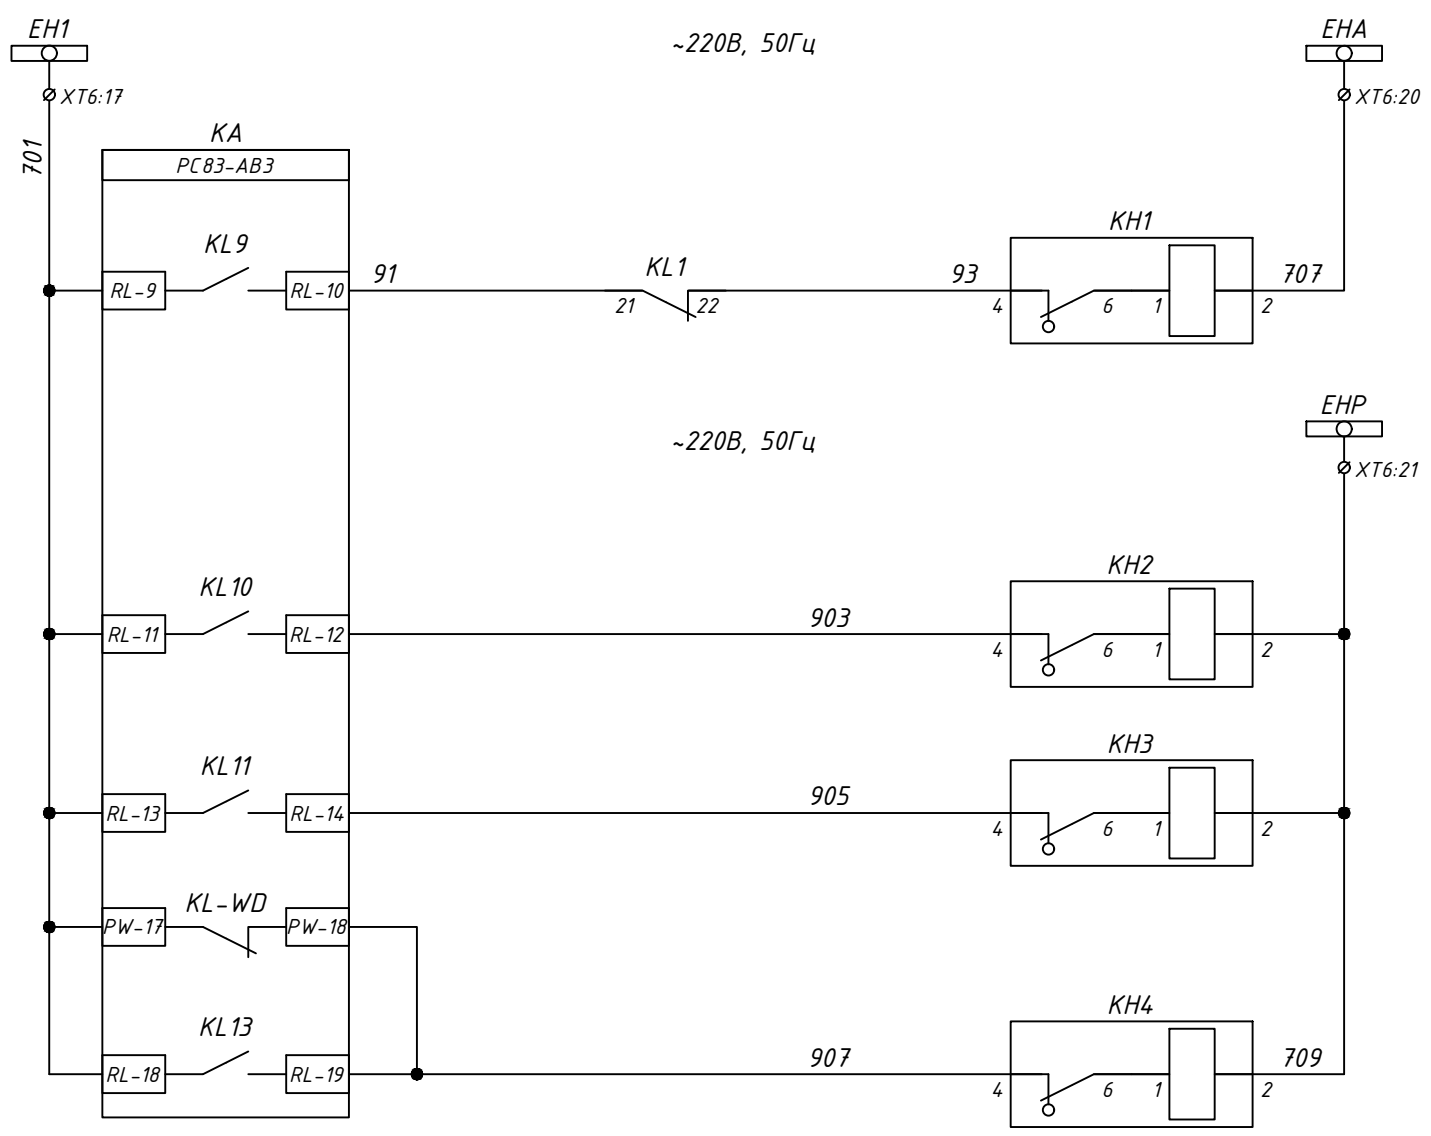 EH1
~220В, 50Гц
EHA
XT6:17
XT6:20
701
KA
РС83-АВ3
KL9
KL1
KH1
RL-9
RL-10
91
21
22
93
4
6
1
2
707
~220В, 50Гц
EHP
XT6:21
KL10
KH2
RL-11
RL-12
903
4
6
1
2
KL11
KH3
RL-13
RL-14
905
4
6
1
2
KL-WD
PW-17
PW-18
KL13
KH4
RL-18
RL-19
907
4
6
1
2
709